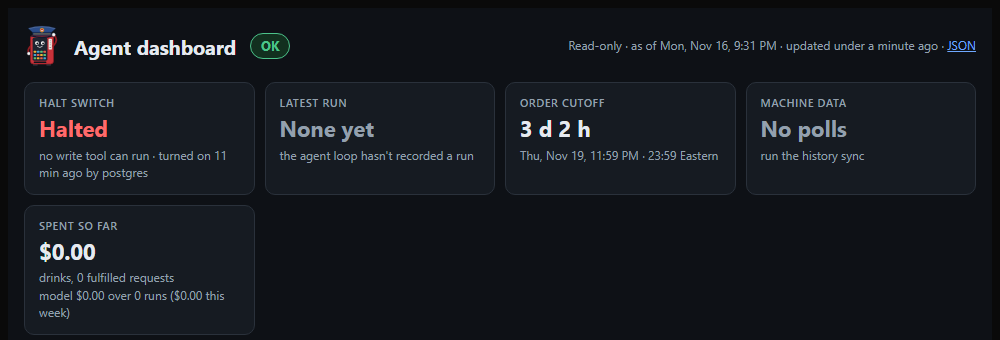 Agent dashboard
OK
Read-only · as of Mon, Nov 16, 9:31 PM · updated under a minute ago · JSON
HALT SWITCH
Halted
no write tool can run · turned on 11
min ago by postgres
LATEST RUN
None yet
the agent loop hasn't recorded a run
ORDER CUTOFF
3 d 2 h
Thu, Nov 19, 11:59 PM · 23:59 Eastern
MACHINE DATA
No polls
run the history sync
SPENT SO FAR
$0.00
drinks, 0 fulfilled requests
model $0.00 over 0 runs ($0.00 this
week)